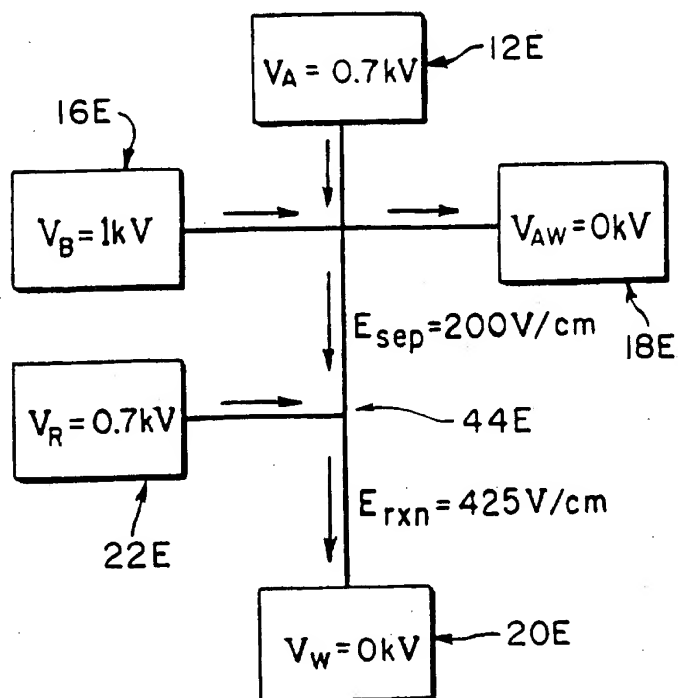 12E
V_A = 0.7kV
16E
V_B = 1kV
V_AW = 0kV
18E
E_sep = 200V/cm
V_R = 0.7kV
44E
22E
E_rxn = 425V/cm
V_W = 0kV
20E